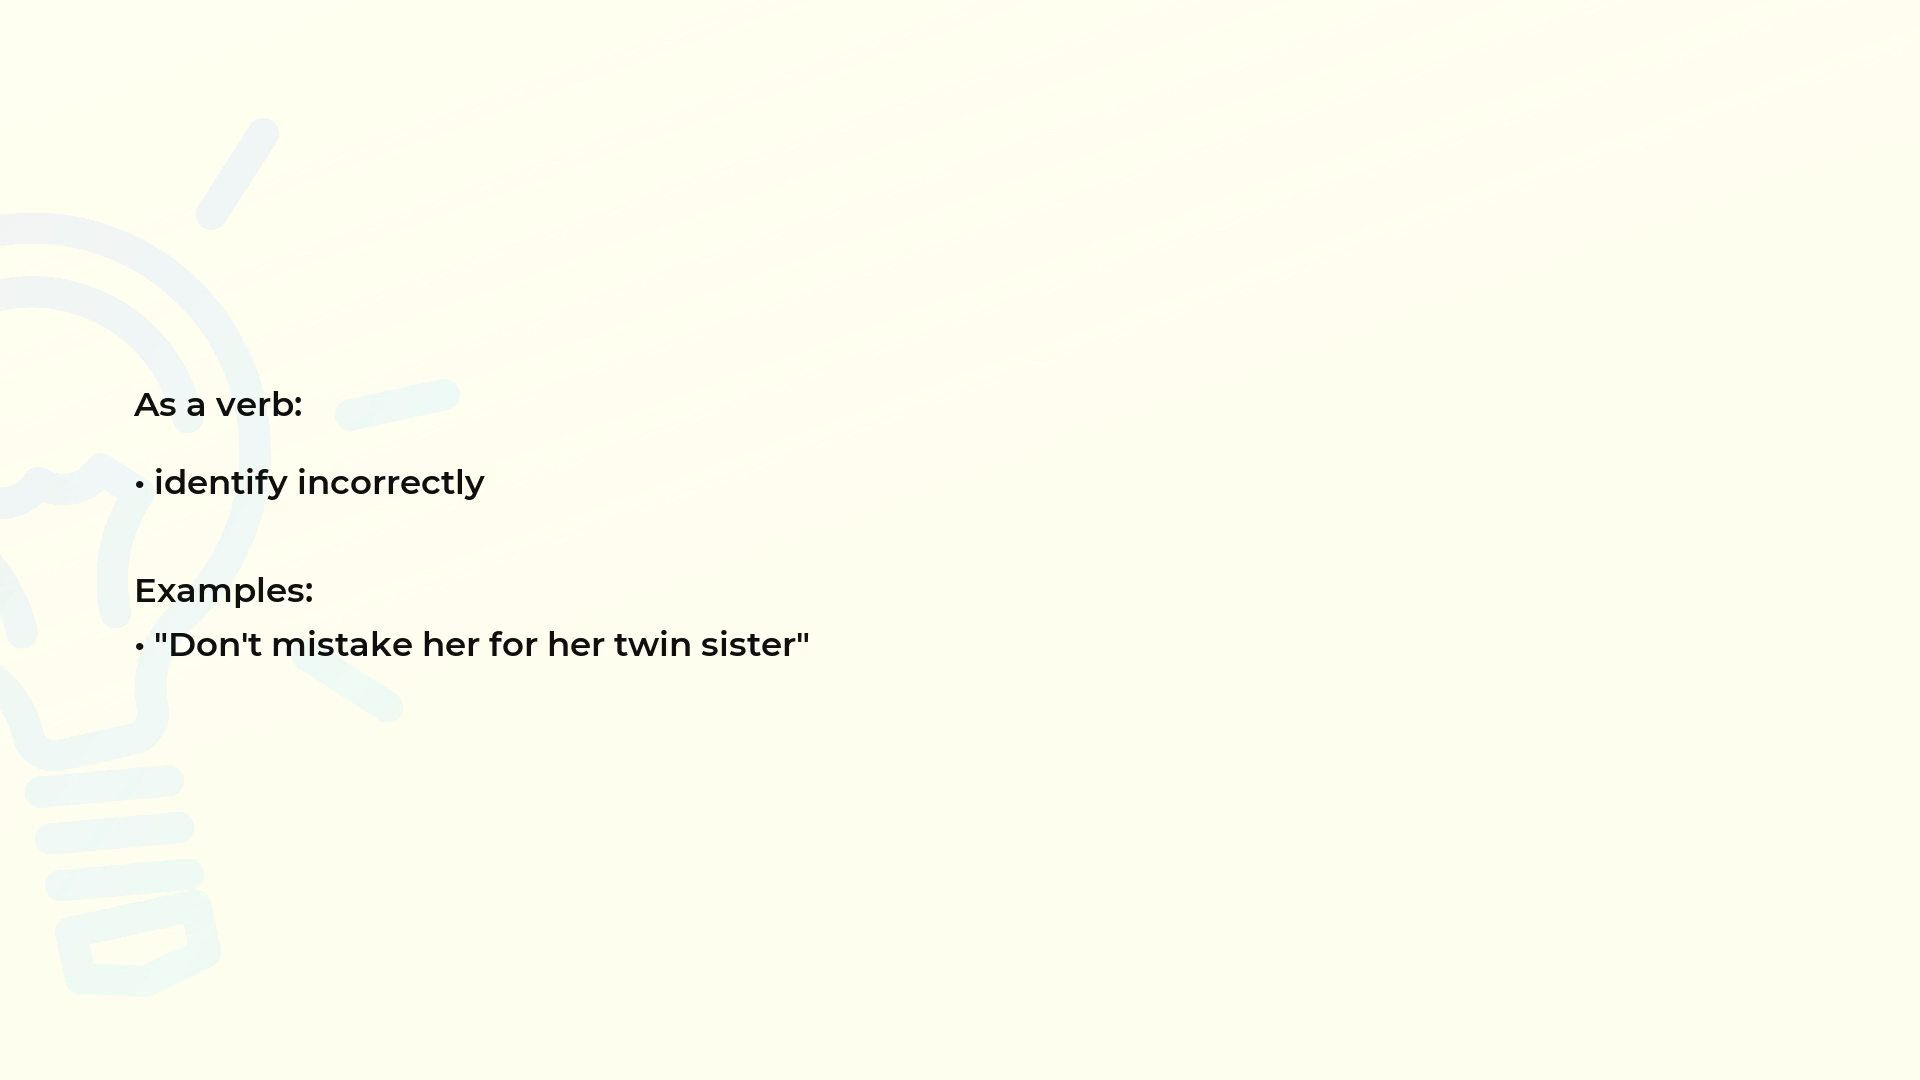 As a verb:
• identify incorrectly
Examples:
• "Don't mistake her for her twin sister"